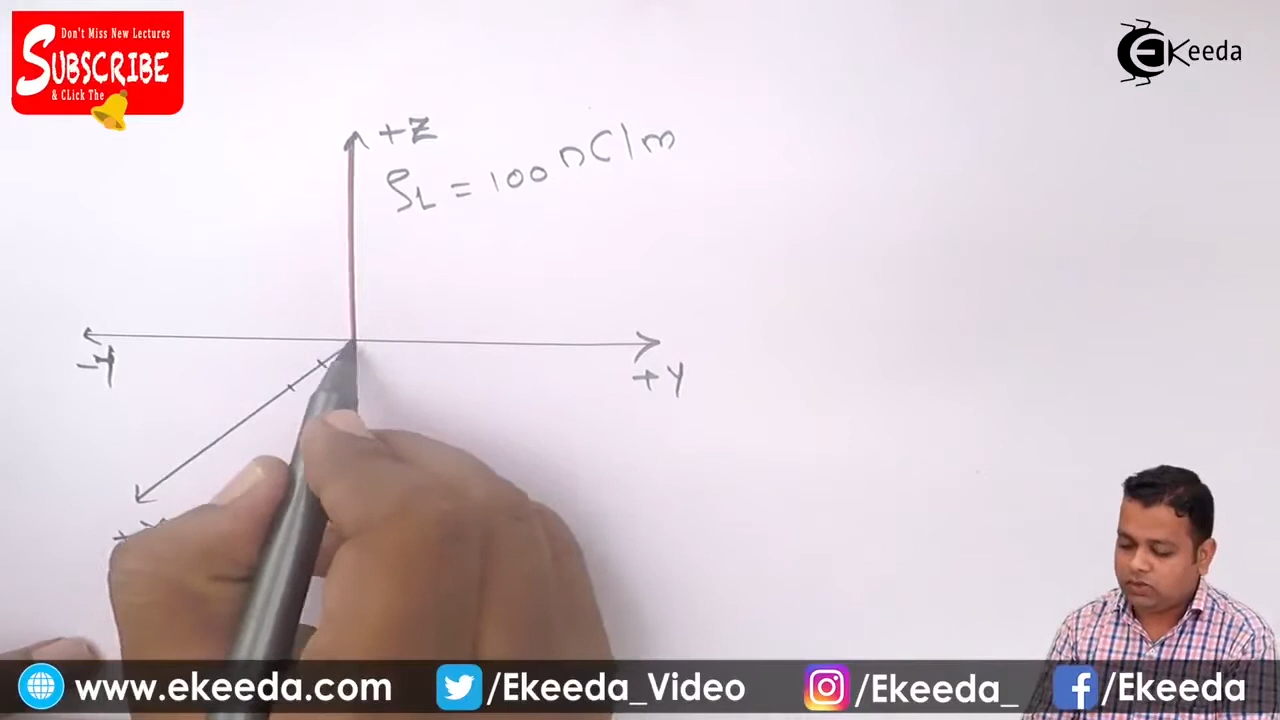 Don't Miss New Lectures
SUBSCRIBE
& CLick The
EKeeda
+Z
ρL = 100 nC/m
-Y
+Y
www.ekeeda.com
/Ekeeda_Video
/Ekeeda_
/Ekeeda